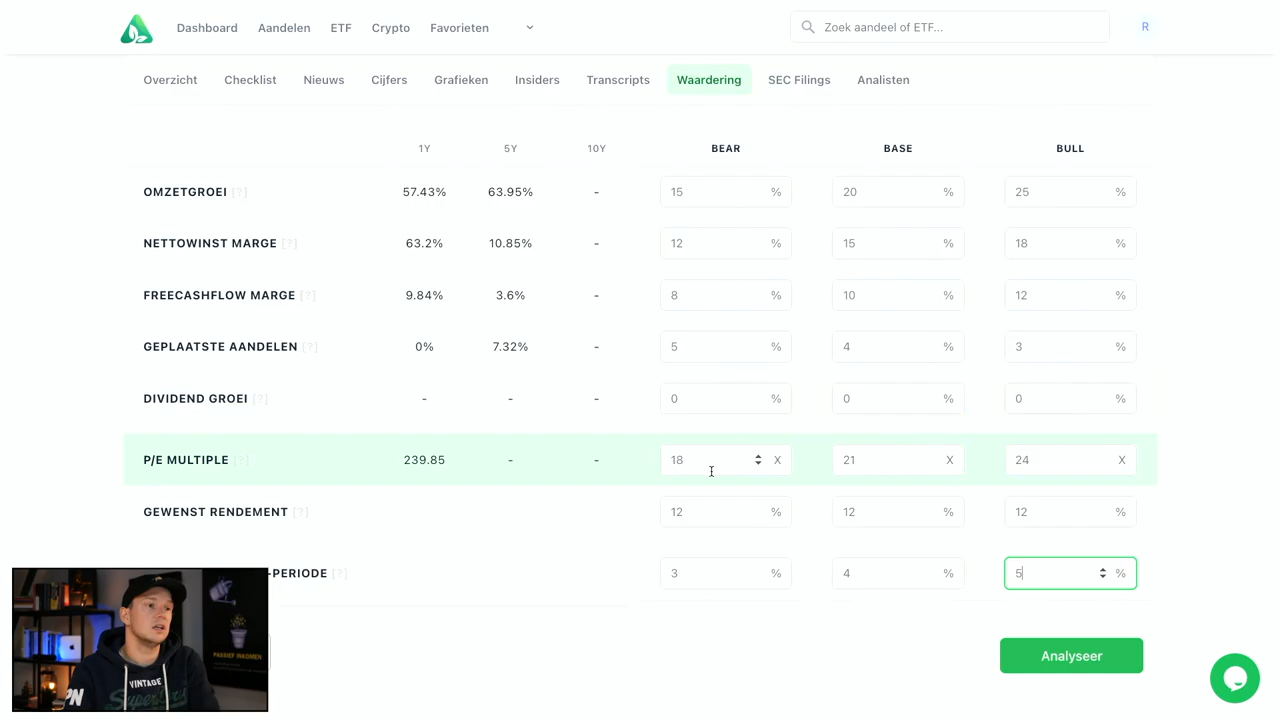 Dashboard Aandelen ETF Crypto Favorieten Zoek aandeel of ETF... R
Overzicht Checklist Nieuws Cijfers Grafieken Insiders Transcripts Waardering SEC Filings Analisten
1Y 5Y 10Y BEAR BASE BULL
OMZETGROEI [?] 57.43% 63.95% - 15 % 20 % 25 %
NETTOWINST MARGE [?] 63.2% 10.85% - 12 % 15 % 18 %
FREECASHFLOW MARGE [?] 9.84% 3.6% - 8 % 10 % 12 %
GEPLAATSTE AANDELEN [?] 0% 7.32% - 5 % 4 % 3 %
DIVIDEND GROEI [?] - - - 0 % 0 % 0 %
P/E MULTIPLE [?] 239.85 - - 18 X 21 X 24 X
GEWENST RENDEMENT [?] 12 % 12 % 12 %
-PERIODE [?] 3 % 4 % 5 %
Analyseer
PASSIEF INKOMEN
VINTAGE